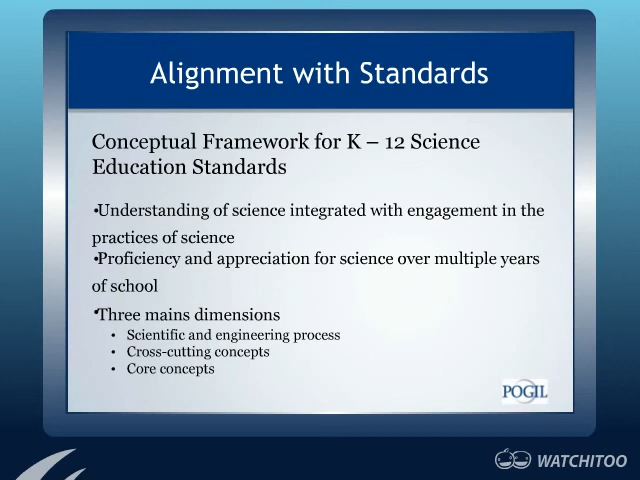 Alignment with Standards
Conceptual Framework for K – 12 Science
Education Standards
•Understanding of science integrated with engagement in the
practices of science
•Proficiency and appreciation for science over multiple years
of school
•Three mains dimensions
• Scientific and engineering process
• Cross-cutting concepts
• Core concepts
POGIL
WATCHITOO